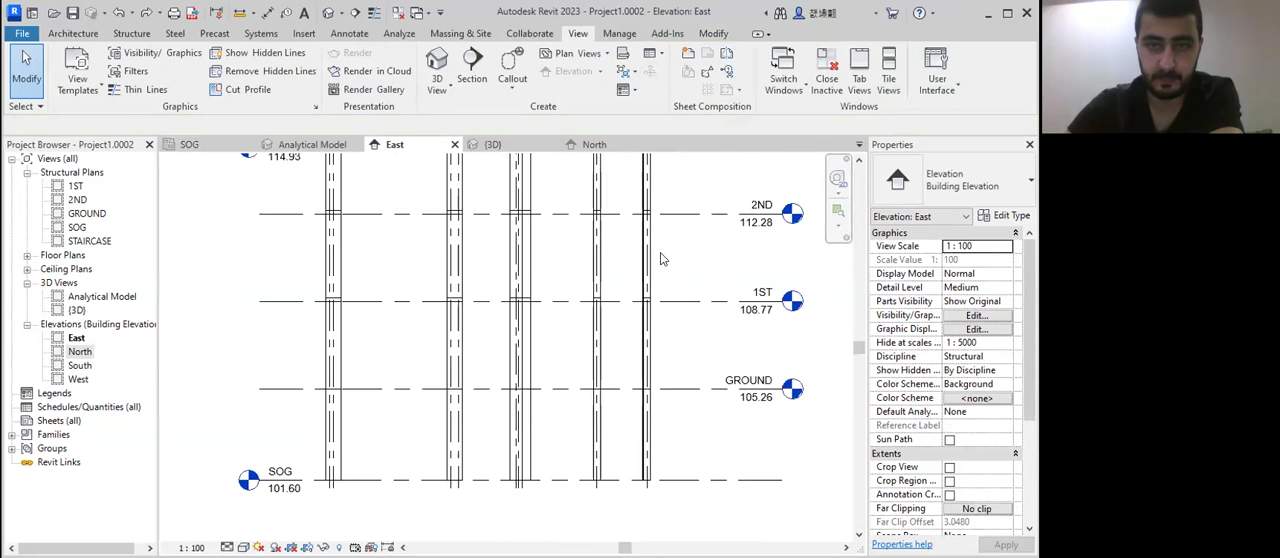 Autodesk Revit 2023 - Project1.0002 - Elevation: East
File Architecture Structure Steel Precast Systems Insert Annotate Analyze Massing & Site Collaborate View Manage Add-Ins Modify
Modify
Select
View Templates
Visibility/ Graphics
Filters
Thin Lines
Show Hidden Lines
Remove Hidden Lines
Cut Profile
Graphics
Render
Render in Cloud
Render Gallery
Presentation
3D View
Section
Callout
Plan Views
Elevation
Create
Sheet Composition
Switch Windows
Close Inactive
Tab Views
Tile Views
Windows
User Interface
Project Browser - Project1.0002
Views (all)
Structural Plans
1ST
2ND
GROUND
SOG
STAIRCASE
Floor Plans
Ceiling Plans
3D Views
Analytical Model
{3D}
Elevations (Building Elevation
East
North
South
West
Legends
Schedules/Quantities (all)
Sheets (all)
Families
Groups
Revit Links
SOG
Analytical Model
East
{3D}
North
114.93
2ND
112.28
1ST
108.77
GROUND
105.26
SOG
101.60
1 : 100
Properties
Elevation
Building Elevation
Elevation: East
Edit Type
Graphics
View Scale 1 : 100
Scale Value 1: 100
Display Model Normal
Detail Level Medium
Parts Visibility Show Original
Visibility/Grap... Edit...
Graphic Displ... Edit...
Hide at scales ... 1 : 5000
Discipline Structural
Show Hidden ... By Discipline
Color Scheme... Background
Color Scheme <none>
Default Analy... None
Reference Label
Sun Path
Extents
Crop View
Crop Region ...
Annotation Cr...
Far Clipping No clip
Far Clip Offset 3.0480
Properties help
Apply